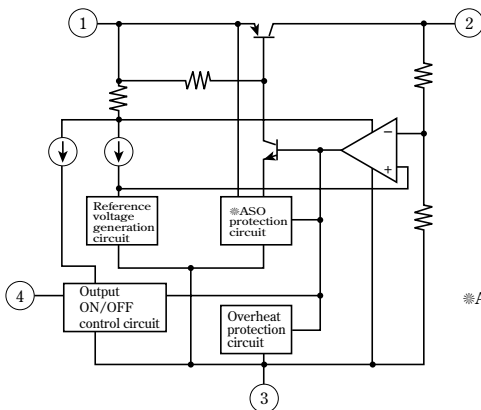 1
2
−
+
Reference
voltage
generation
circuit
※ASO
protection
circuit
4
Output
ON/OFF
control circuit
Overheat
protection
circuit
※A
3